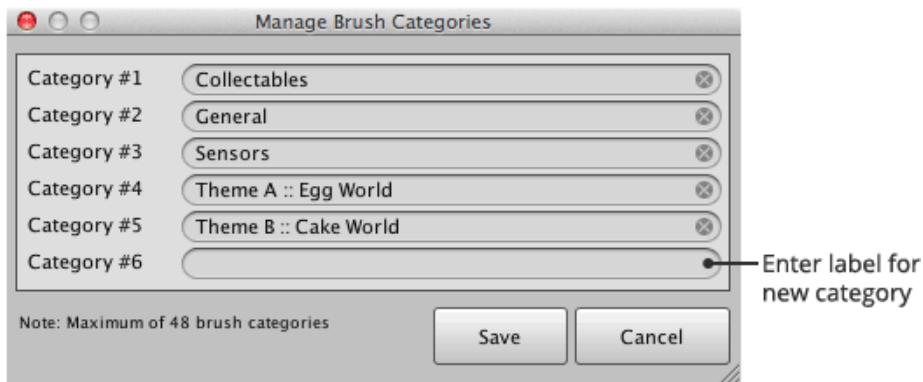 Manage Brush Categories
Category #1 Collectables
Category #2 General
Category #3 Sensors
Category #4 Theme A :: Egg World
Category #5 Theme B :: Cake World
Category #6
Enter label for
new category
Note: Maximum of 48 brush categories
Save Cancel